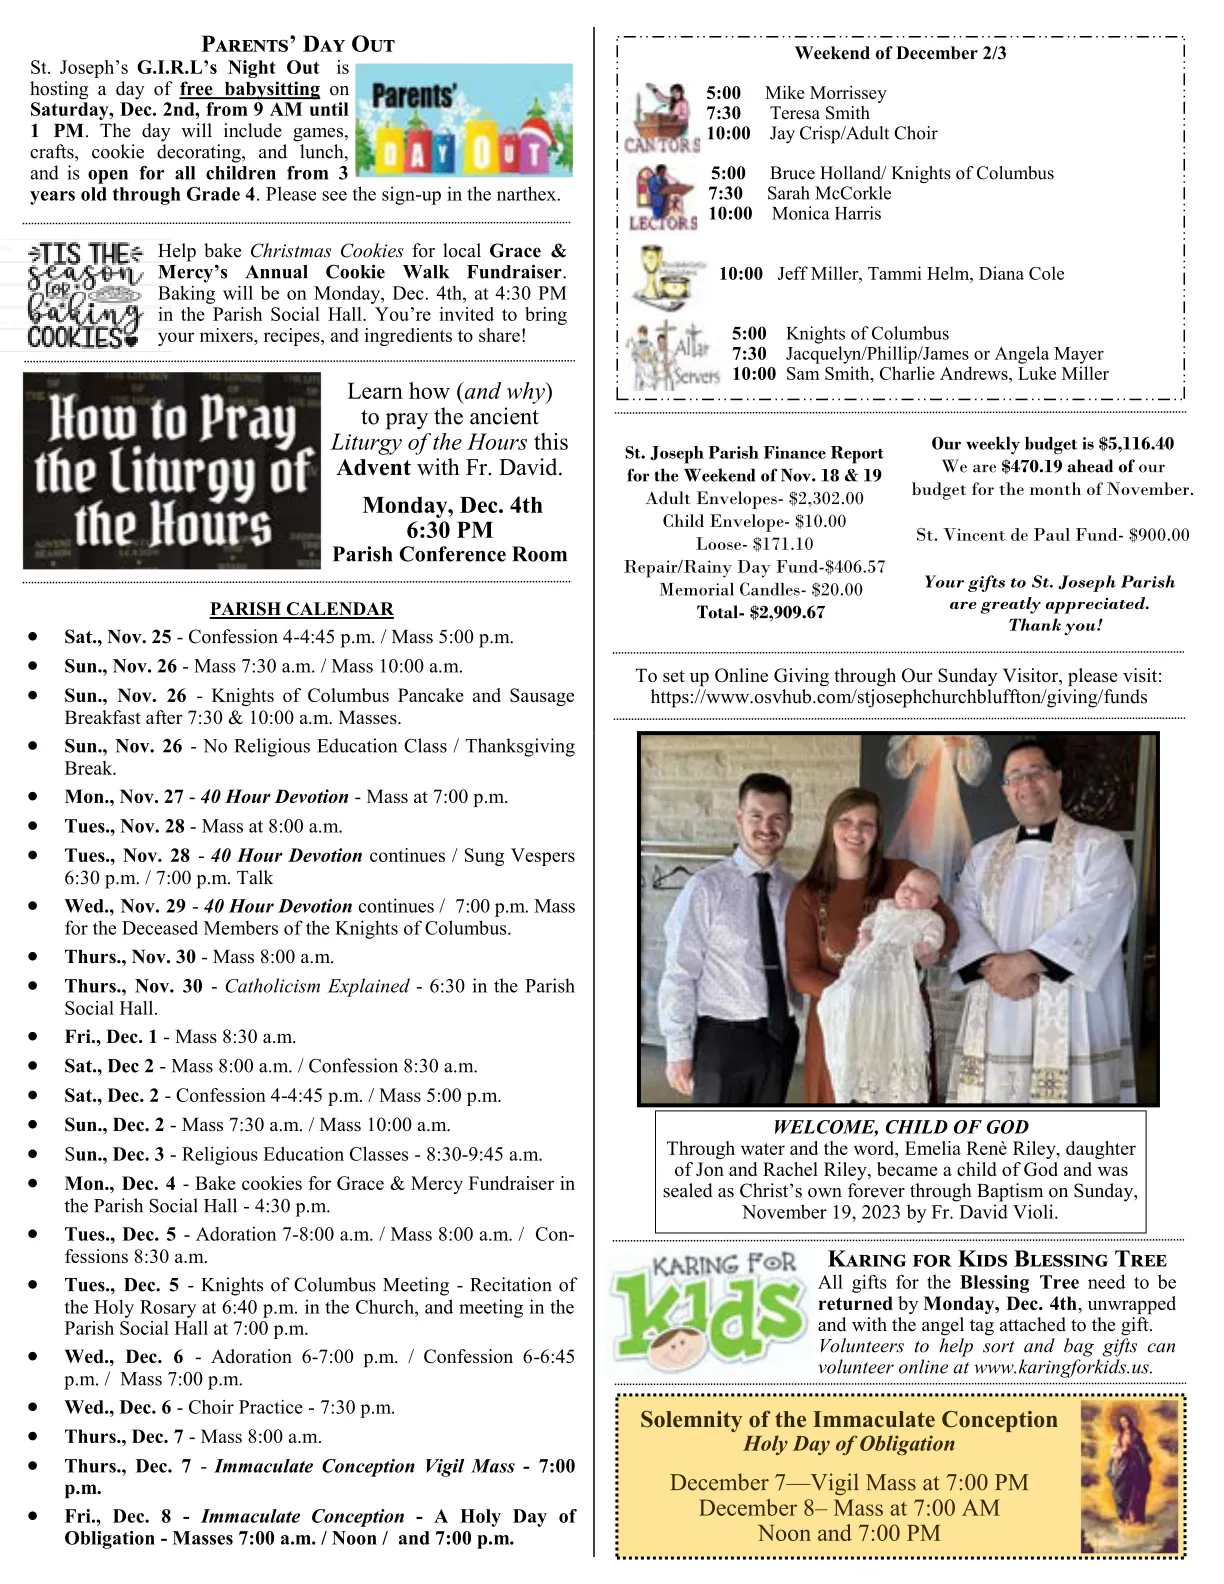 PARENTS' DAY OUT
St. Joseph's G.I.R.L's Night Out is
hosting a day of free babysitting on
Saturday, Dec. 2nd, from 9 AM until
1 PM. The day will include games,
crafts, cookie decorating, and lunch,
and is open for all children from 3
years old through Grade 4. Please see the sign-up in the narthex.
Parents'
DAY OUT
'TIS THE
season
FOR
baking
COOKIES
Help bake Christmas Cookies for local Grace &
Mercy's Annual Cookie Walk Fundraiser.
Baking will be on Monday, Dec. 4th, at 4:30 PM
in the Parish Social Hall. You're invited to bring
your mixers, recipes, and ingredients to share!
How to Pray
the Liturgy of
the Hours
Learn how (and why)
to pray the ancient
Liturgy of the Hours this
Advent with Fr. David.
Monday, Dec. 4th
6:30 PM
Parish Conference Room
PARISH CALENDAR
• Sat., Nov. 25 - Confession 4-4:45 p.m. / Mass 5:00 p.m.
• Sun., Nov. 26 - Mass 7:30 a.m. / Mass 10:00 a.m.
• Sun., Nov. 26 - Knights of Columbus Pancake and Sausage
Breakfast after 7:30 & 10:00 a.m. Masses.
• Sun., Nov. 26 - No Religious Education Class / Thanksgiving
Break.
• Mon., Nov. 27 - 40 Hour Devotion - Mass at 7:00 p.m.
• Tues., Nov. 28 - Mass at 8:00 a.m.
• Tues., Nov. 28 - 40 Hour Devotion continues / Sung Vespers
6:30 p.m. / 7:00 p.m. Talk
• Wed., Nov. 29 - 40 Hour Devotion continues / 7:00 p.m. Mass
for the Deceased Members of the Knights of Columbus.
• Thurs., Nov. 30 - Mass 8:00 a.m.
• Thurs., Nov. 30 - Catholicism Explained - 6:30 in the Parish
Social Hall.
• Fri., Dec. 1 - Mass 8:30 a.m.
• Sat., Dec 2 - Mass 8:00 a.m. / Confession 8:30 a.m.
• Sat., Dec. 2 - Confession 4-4:45 p.m. / Mass 5:00 p.m.
• Sun., Dec. 2 - Mass 7:30 a.m. / Mass 10:00 a.m.
• Sun., Dec. 3 - Religious Education Classes - 8:30-9:45 a.m.
• Mon., Dec. 4 - Bake cookies for Grace & Mercy Fundraiser in
the Parish Social Hall - 4:30 p.m.
• Tues., Dec. 5 - Adoration 7-8:00 a.m. / Mass 8:00 a.m. / Con-
fessions 8:30 a.m.
• Tues., Dec. 5 - Knights of Columbus Meeting - Recitation of
the Holy Rosary at 6:40 p.m. in the Church, and meeting in the
Parish Social Hall at 7:00 p.m.
• Wed., Dec. 6 - Adoration 6-7:00 p.m. / Confession 6-6:45
p.m. / Mass 7:00 p.m.
• Wed., Dec. 6 - Choir Practice - 7:30 p.m.
• Thurs., Dec. 7 - Mass 8:00 a.m.
• Thurs., Dec. 7 - Immaculate Conception Vigil Mass - 7:00
p.m.
• Fri., Dec. 8 - Immaculate Conception - A Holy Day of
Obligation - Masses 7:00 a.m. / Noon / and 7:00 p.m.
Weekend of December 2/3
CANTORS
5:00 Mike Morrissey
7:30 Teresa Smith
10:00 Jay Crisp/Adult Choir
LECTORS
5:00 Bruce Holland/ Knights of Columbus
7:30 Sarah McCorkle
10:00 Monica Harris
10:00 Jeff Miller, Tammi Helm, Diana Cole
Altar
Servers
5:00 Knights of Columbus
7:30 Jacquelyn/Phillip/James or Angela Mayer
10:00 Sam Smith, Charlie Andrews, Luke Miller
St. Joseph Parish Finance Report
for the Weekend of Nov. 18 & 19
Adult Envelopes- $2,302.00
Child Envelope- $10.00
Loose- $171.10
Repair/Rainy Day Fund-$406.57
Memorial Candles- $20.00
Total- $2,909.67
Our weekly budget is $5,116.40
We are $470.19 ahead of our
budget for the month of November.
St. Vincent de Paul Fund- $900.00
Your gifts to St. Joseph Parish
are greatly appreciated.
Thank you!
To set up Online Giving through Our Sunday Visitor, please visit:
https://www.osvhub.com/stjosephchurchbluffton/giving/funds
WELCOME, CHILD OF GOD
Through water and the word, Emelia Renè Riley, daughter
of Jon and Rachel Riley, became a child of God and was
sealed as Christ's own forever through Baptism on Sunday,
November 19, 2023 by Fr. David Violi.
KARING FOR
kids
KARING FOR KIDS BLESSING TREE
All gifts for the Blessing Tree need to be
returned by Monday, Dec. 4th, unwrapped
and with the angel tag attached to the gift.
Volunteers to help sort and bag gifts can
volunteer online at www.karingforkids.us.
Solemnity of the Immaculate Conception
Holy Day of Obligation
December 7—Vigil Mass at 7:00 PM
December 8– Mass at 7:00 AM
Noon and 7:00 PM